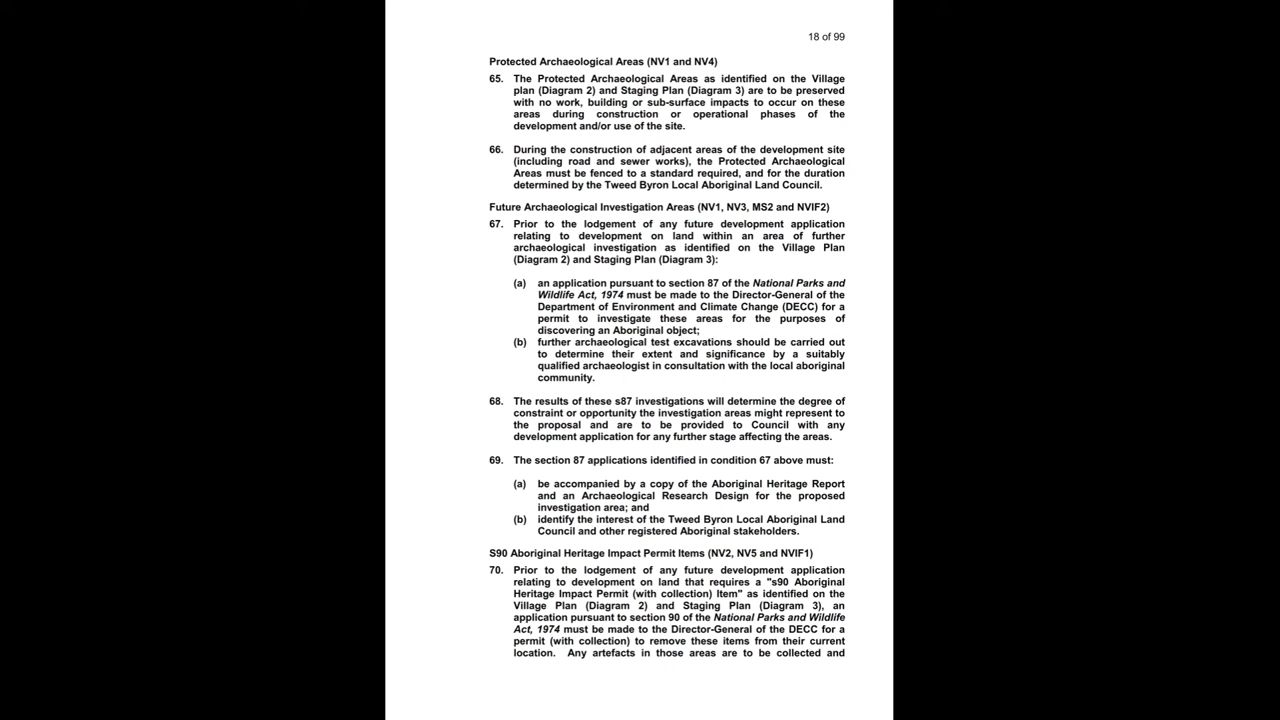 18 of 99
Protected Archaeological Areas (NV1 and NV4)
65. The Protected Archaeological Areas as identified on the Village
plan (Diagram 2) and Staging Plan (Diagram 3) are to be preserved
with no work, building or sub-surface impacts to occur on these
areas during construction or operational phases of the
development and/or use of the site.
66. During the construction of adjacent areas of the development site
(including road and sewer works), the Protected Archaeological
Areas must be fenced to a standard required, and for the duration
determined by the Tweed Byron Local Aboriginal Land Council.
Future Archaeological Investigation Areas (NV1, NV3, MS2 and NVIF2)
67. Prior to the lodgement of any future development application
relating to development on land within an area of further
archaeological investigation as identified on the Village Plan
(Diagram 2) and Staging Plan (Diagram 3):
(a) an application pursuant to section 87 of the National Parks and
Wildlife Act, 1974 must be made to the Director-General of the
Department of Environment and Climate Change (DECC) for a
permit to investigate these areas for the purposes of
discovering an Aboriginal object;
(b) further archaeological test excavations should be carried out
to determine their extent and significance by a suitably
qualified archaeologist in consultation with the local aboriginal
community.
68. The results of these s87 investigations will determine the degree of
constraint or opportunity the investigation areas might represent to
the proposal and are to be provided to Council with any
development application for any further stage affecting the areas.
69. The section 87 applications identified in condition 67 above must:
(a) be accompanied by a copy of the Aboriginal Heritage Report
and an Archaeological Research Design for the proposed
investigation area; and
(b) identify the interest of the Tweed Byron Local Aboriginal Land
Council and other registered Aboriginal stakeholders.
S90 Aboriginal Heritage Impact Permit Items (NV2, NV5 and NVIF1)
70. Prior to the lodgement of any future development application
relating to development on land that requires a "s90 Aboriginal
Heritage Impact Permit (with collection) Item" as identified on the
Village Plan (Diagram 2) and Staging Plan (Diagram 3), an
application pursuant to section 90 of the National Parks and Wildlife
Act, 1974 must be made to the Director-General of the DECC for a
permit (with collection) to remove these items from their current
location. Any artefacts in those areas are to be collected and